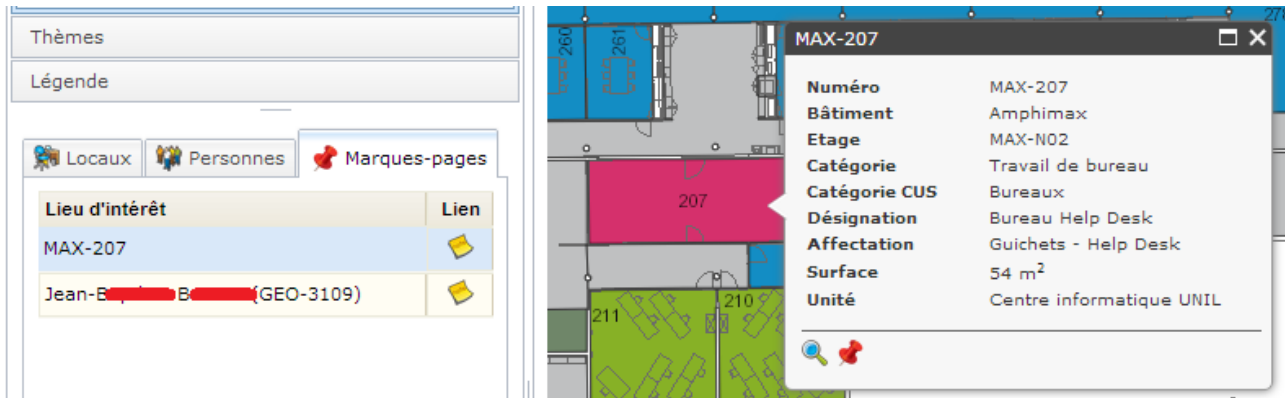 Thèmes
Légende
Locaux
Personnes
Marques-pages
Lieu d'intérêt Lien
MAX-207
Jean-B B (GEO-3109)
260
261
207
211
210
MAX-207
Numéro MAX-207
Bâtiment Amphimax
Etage MAX-N02
Catégorie Travail de bureau
Catégorie CUS Bureaux
Désignation Bureau Help Desk
Affectation Guichets - Help Desk
Surface 54 m²
Unité Centre informatique UNIL